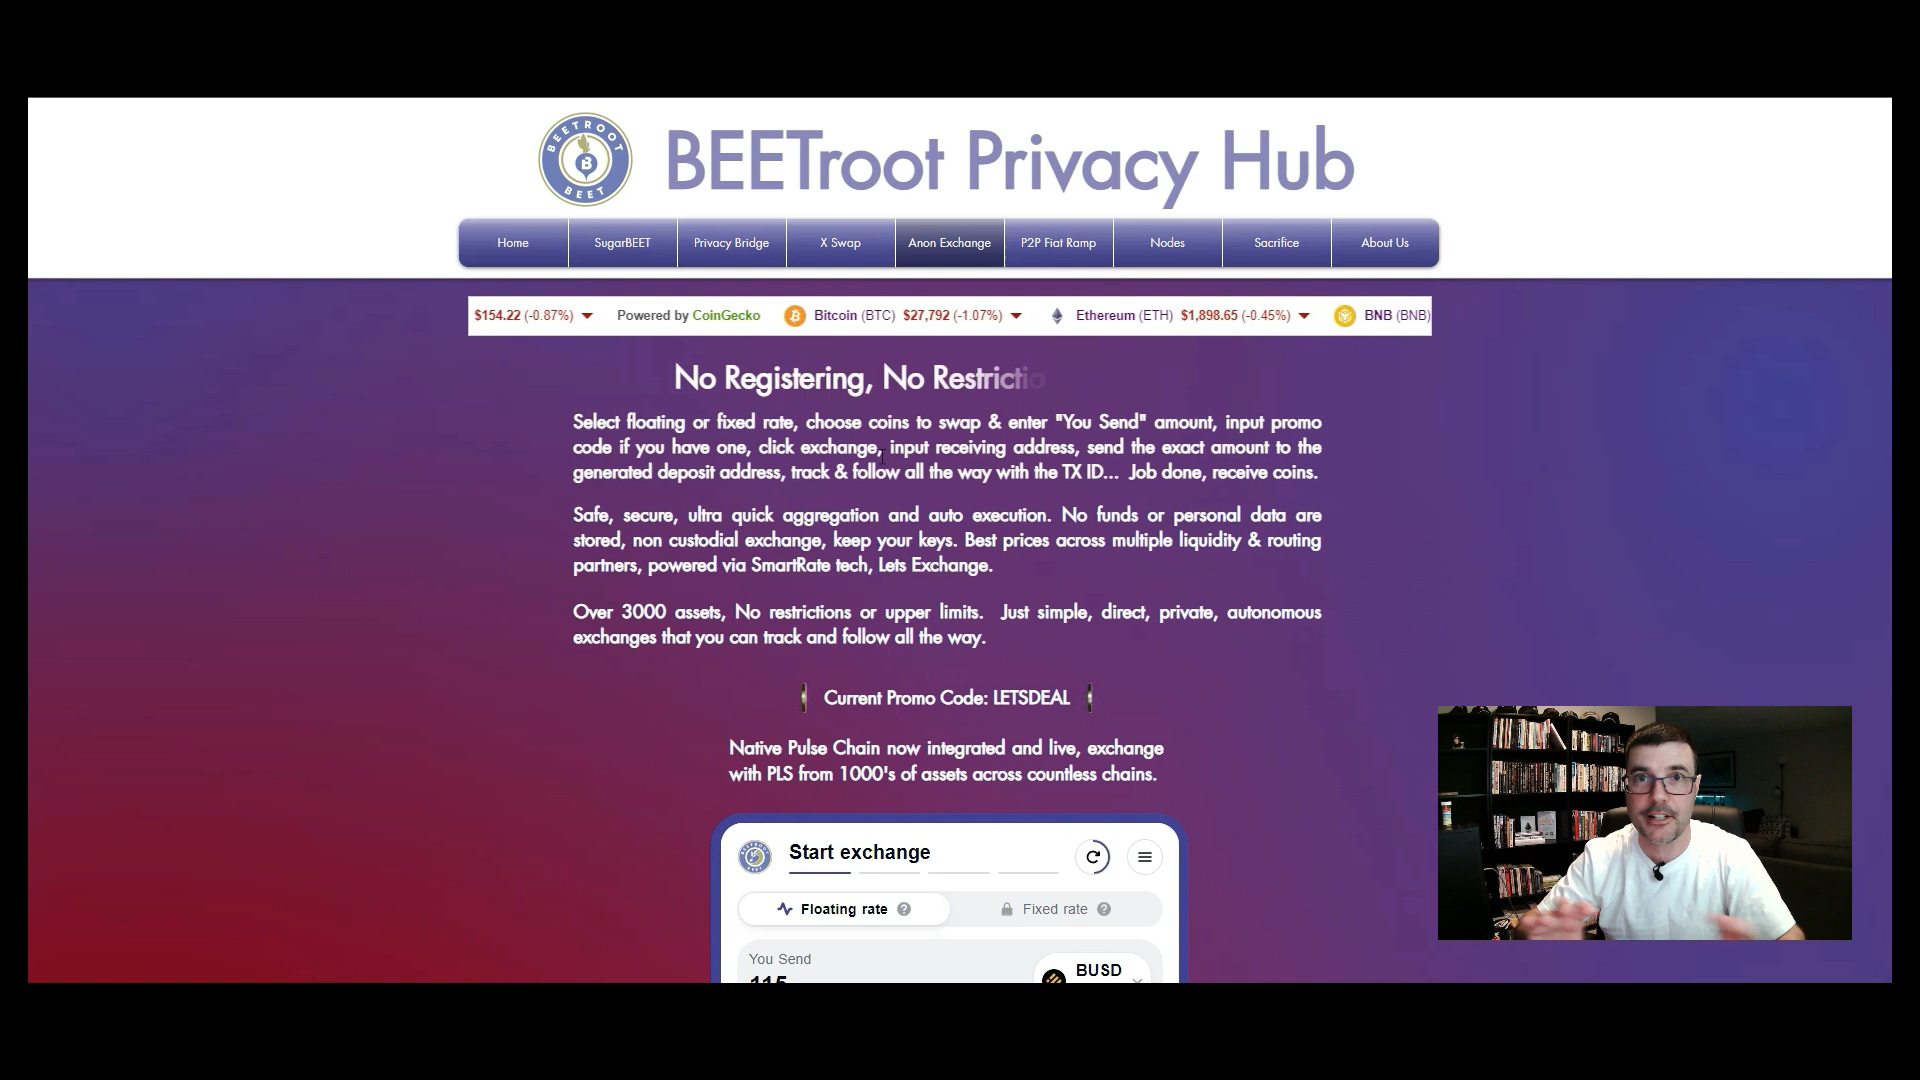 BEETROOT
BEET
BEETroot Privacy Hub
Home SugarBEET Privacy Bridge X Swap Anon Exchange P2P Fiat Ramp Nodes Sacrifice About Us
$154.22 (-0.87%) Powered by CoinGecko Bitcoin (BTC) $27,792 (-1.07%) Ethereum (ETH) $1,898.65 (-0.45%) BNB (BNB)
No Registering, No Restrictio
Select floating or fixed rate, choose coins to swap & enter "You Send" amount, input promo
code if you have one, click exchange, input receiving address, send the exact amount to the
generated deposit address, track & follow all the way with the TX ID... Job done, receive coins.
Safe, secure, ultra quick aggregation and auto execution. No funds or personal data are
stored, non custodial exchange, keep your keys. Best prices across multiple liquidity & routing
partners, powered via SmartRate tech, Lets Exchange.
Over 3000 assets, No restrictions or upper limits. Just simple, direct, private, autonomous
exchanges that you can track and follow all the way.
Current Promo Code: LETSDEAL
Native Pulse Chain now integrated and live, exchange
with PLS from 1000's of assets across countless chains.
Start exchange
Floating rate Fixed rate
You Send
115 BUSD